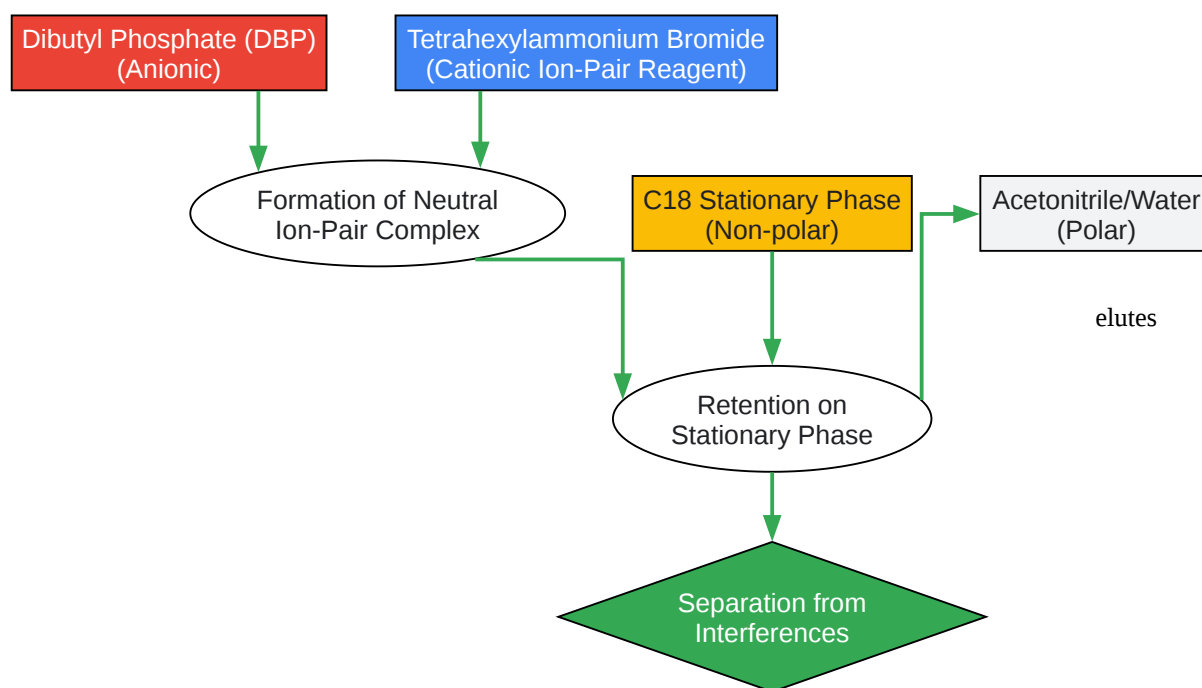 Dibutyl Phosphate (DBP)
(Anionic)
Tetrahexylammonium Bromide
(Cationic Ion-Pair Reagent)
Formation of Neutral
Ion-Pair Complex
C18 Stationary Phase
(Non-polar)
Acetonitrile/Water
(Polar)
elutes
Retention on
Stationary Phase
Separation from
Interferences